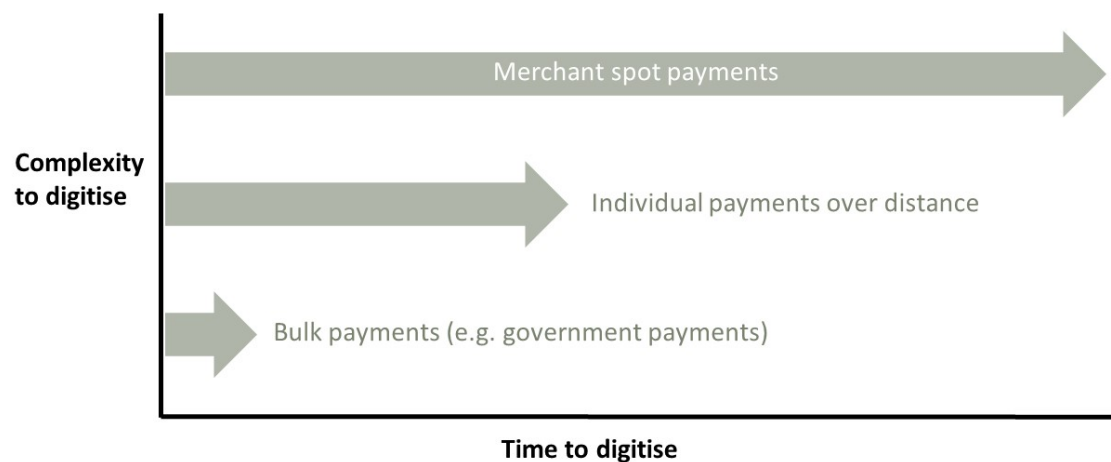 Merchant spot payments
Complexity
to digitise
Individual payments over distance
Bulk payments (e.g. government payments)
Time to digitise